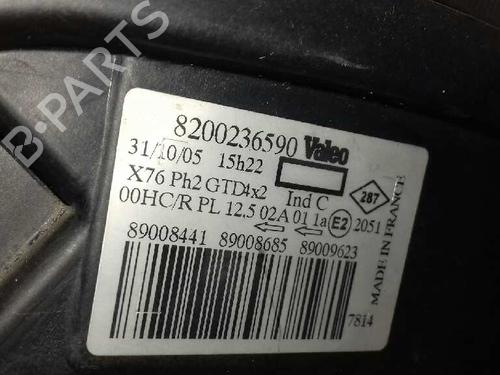 B-PARTS
8200236590 Valeo
31/10/05 15h22
X76 Ph2 GTD4x2 Ind C
00HC/R PL 12,5 02A 01 1a E2 2051
287
89008441 89008685 89009623
7814
MADE IN FRANCE